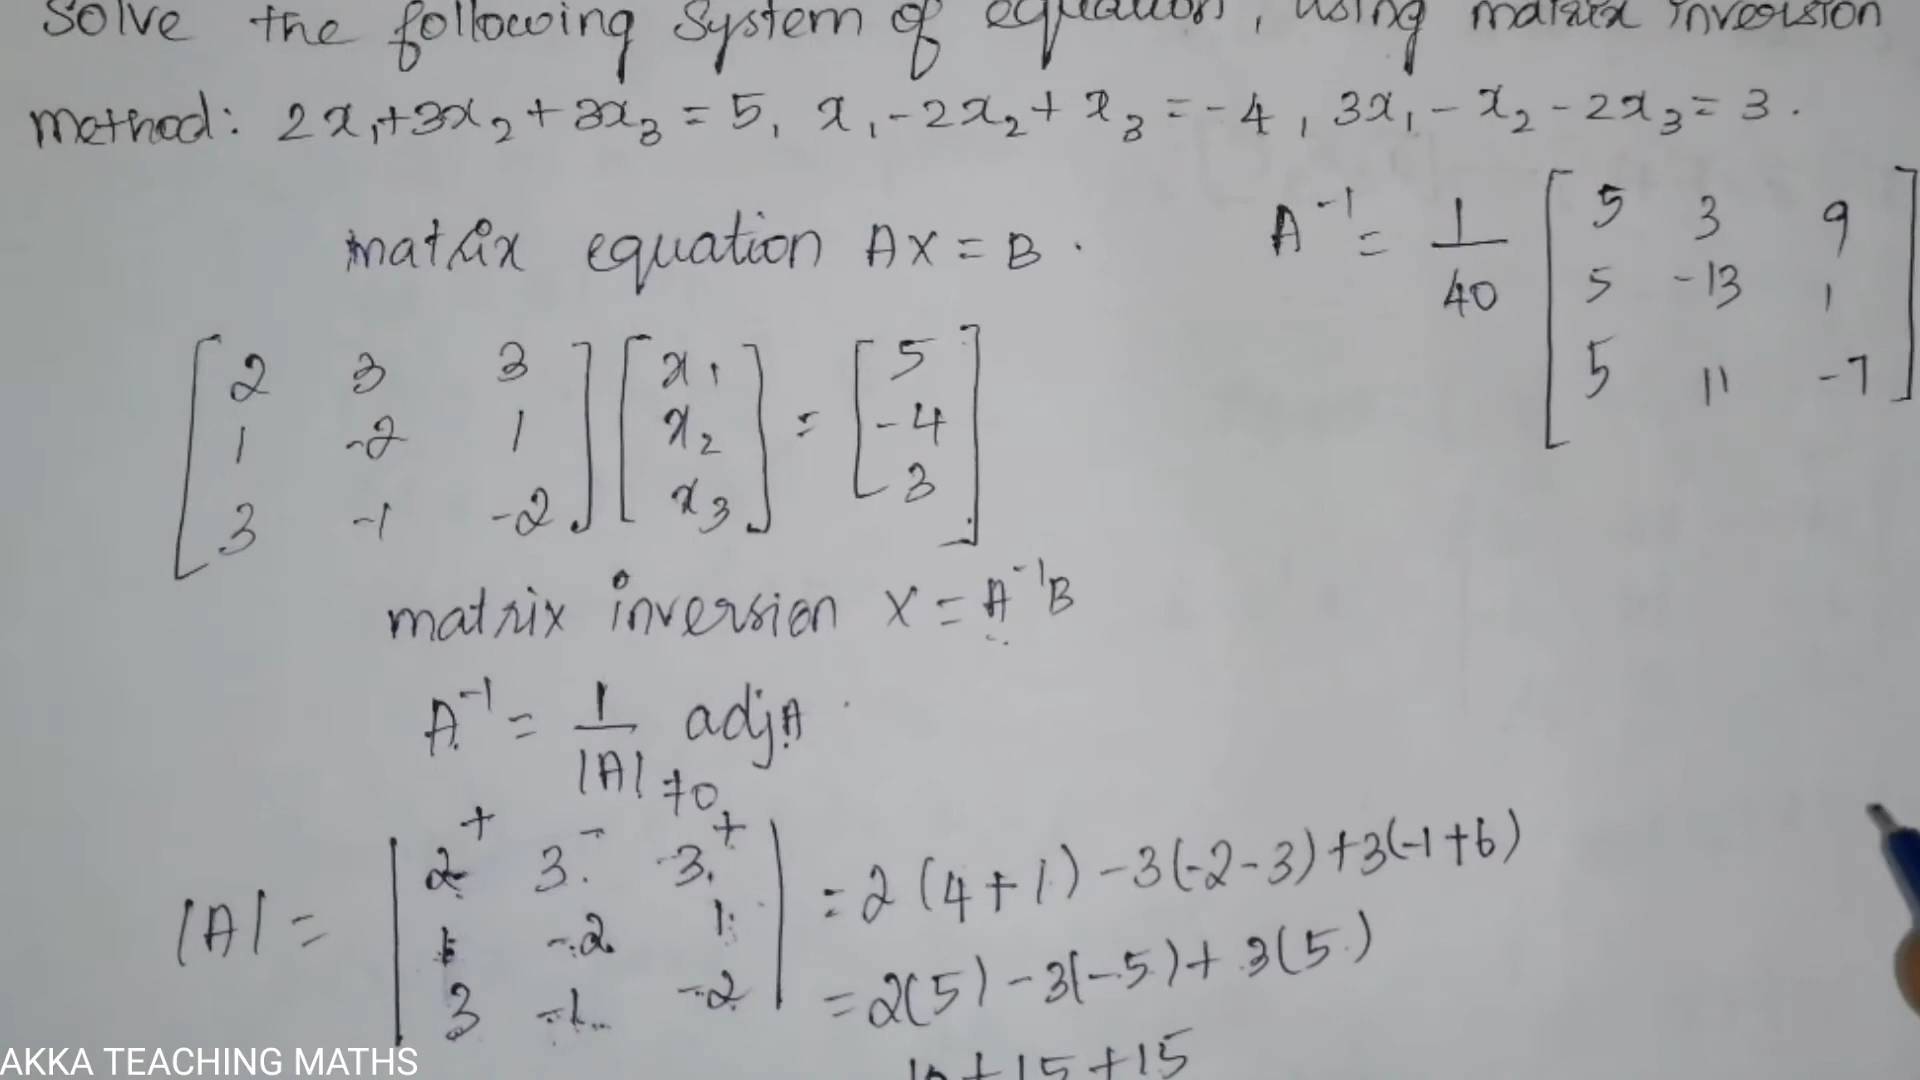 Solve the following System of equation, using matrix inversion
method: 2x₁+3x₂+3x₃=5, x₁-2x₂+x₃=-4, 3x₁-x₂-2x₃=3.
matrix equation AX=B.
[2 3 3] [x₁] = [5]
[1 -2 1] [x₂] [-4]
[3 -1 -2] [x₃] [3]
matrix inversion X=A⁻¹B
A⁻¹ = 1/|A| adjA
≠0
+ - +
|A| = |2 3 3| = 2(4+1)-3(-2-3)+3(-1+6)
|1 -2 1|
|3 -1 -2| = 2(5)-3(-5)+3(5)
10+15+15
A⁻¹ = 1/40 [5 3 9]
[5 -13 1]
[5 11 -7]
AKKA TEACHING MATHS